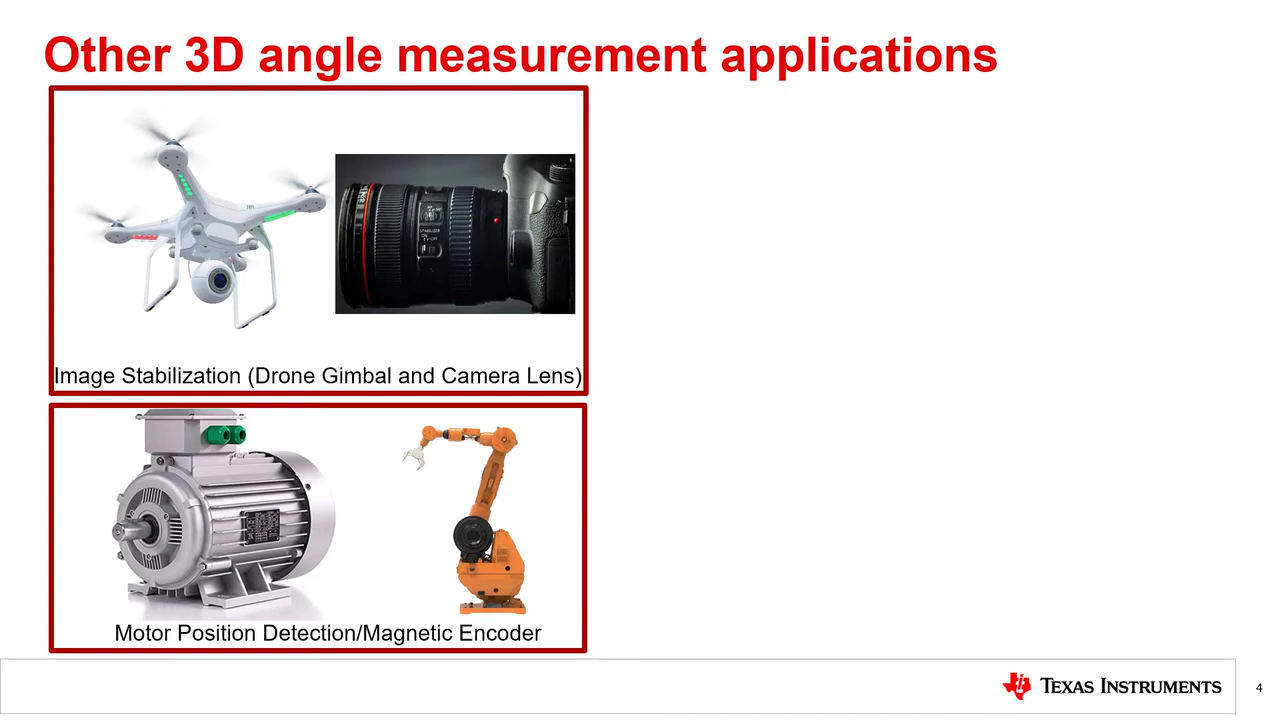 Other 3D angle measurement applications
STABILIZER
Image Stabilization (Drone Gimbal and Camera Lens)
Motor Position Detection/Magnetic Encoder
TEXAS INSTRUMENTS
4